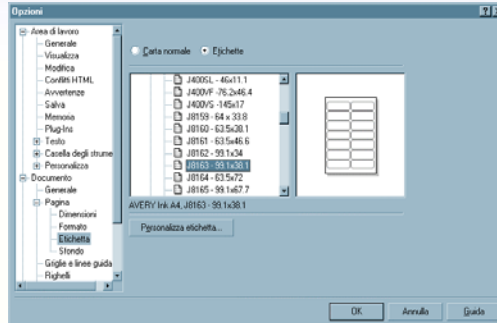 Opzioni
Area di lavoro
Generale
Visualizza
Modifica
Conflitti HTML
Avvertenze
Salva
Memoria
Plug-Ins
Testo
Casella degli strume
Personalizza
Documento
Generale
Pagina
Dimensioni
Formato
Etichetta
Sfondo
Griglie e linee guida
Righelli
Carta normale Etichette
J400SL - 46x11.1
J400VF -76.2x46.4
J400VS -145x17
J8159 - 64 x 33.8
J8160 - 63.5x38.1
J8161 - 63.5x46.6
J8162 - 99.1x34
J8163 - 99.1x38.1
J8164 - 63.5x72
J8165 - 99.1x67.7
AVERY Ink A4, J8163 - 99.1x38.1
Personalizza etichetta...
OK Annulla Guida